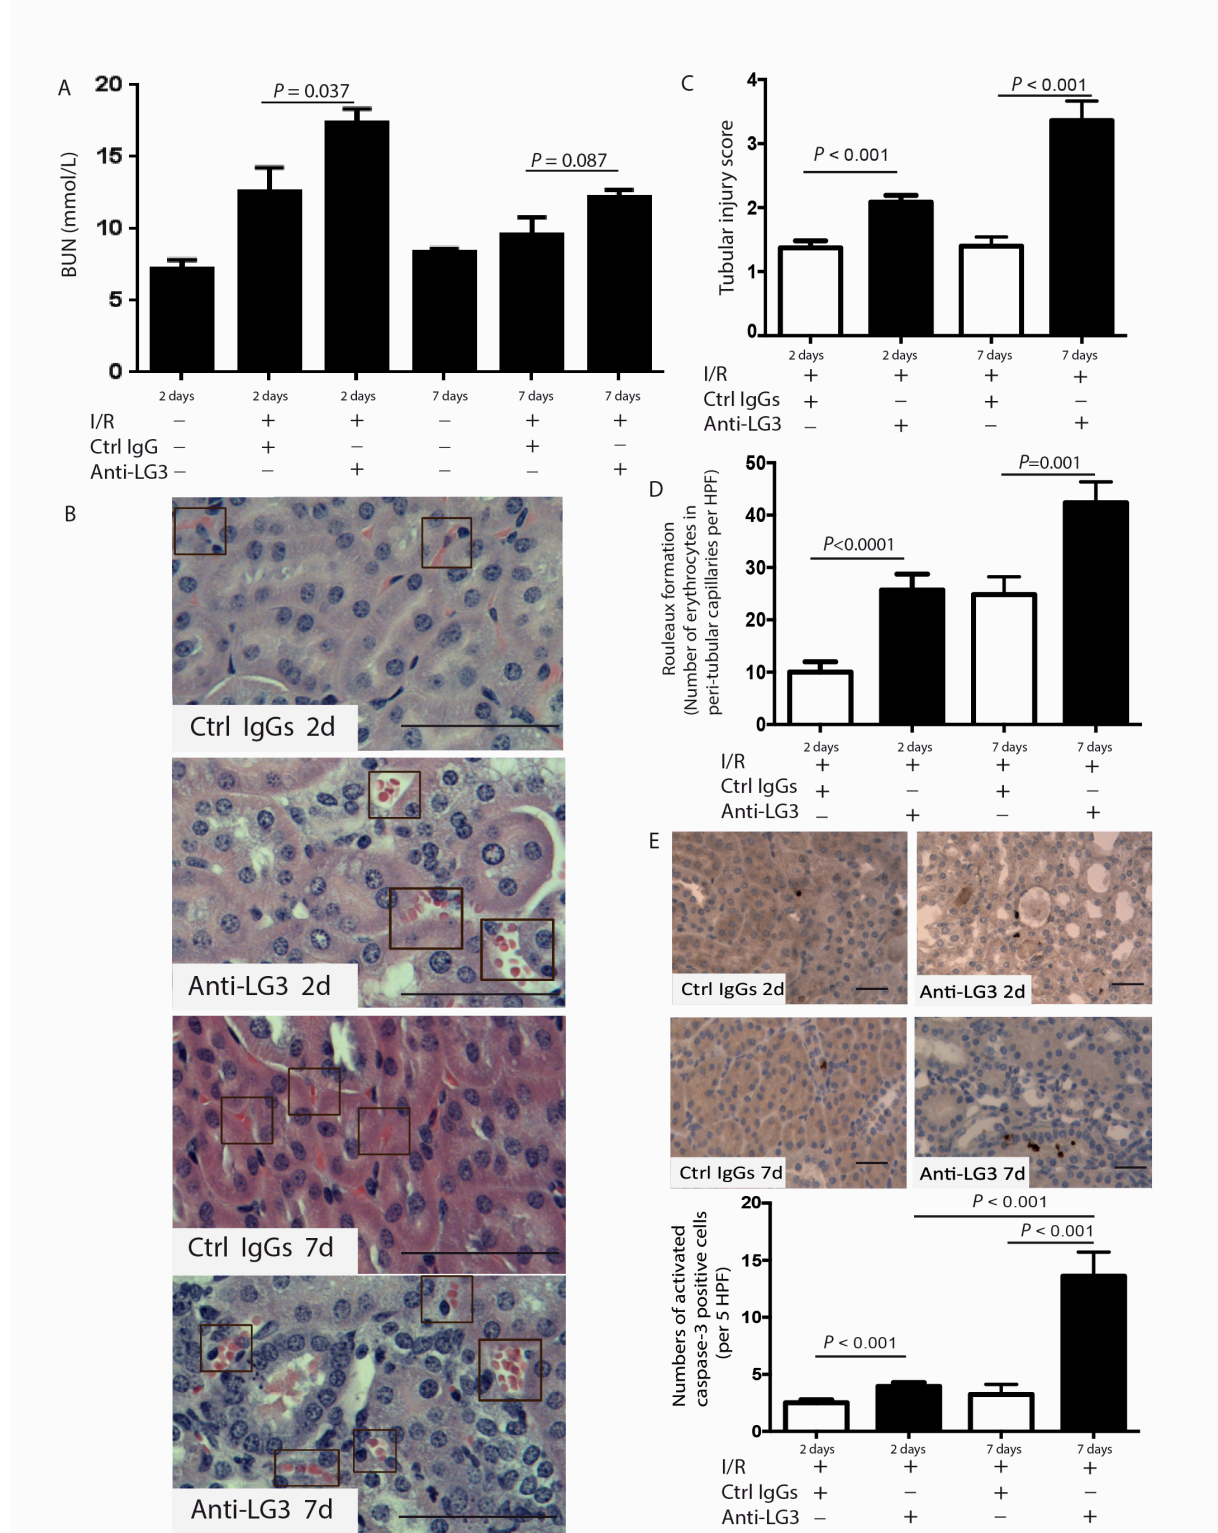 A
BUN (mmol/L)
20
15
10
5
0
P = 0.037
P = 0.087
2 days 2 days 2 days 7 days 7 days 7 days
I/R − + + − + +
Ctrl IgG − + − − + −
Anti-LG3 − − + − − +
B
Ctrl IgGs 2d
Anti-LG3 2d
Ctrl IgGs 7d
Anti-LG3 7d
C
Tubular injury score
4
3
2
1
0
P < 0.001
P < 0.001
2 days 2 days 7 days 7 days
I/R + + + +
Ctrl IgGs + − + −
Anti-LG3 − + − +
D
Rouleaux formation
(Number of erythrocytes in
peri-tubular capillaries per HPF)
50
40
30
20
10
0
P<0.0001
P=0.001
2 days 2 days 7 days 7 days
I/R + + + +
Ctrl IgGs + − + −
Anti-LG3 − + − +
E
Ctrl IgGs 2d
Anti-LG3 2d
Ctrl IgGs 7d
Anti-LG3 7d
Numbers of activated
caspase-3 positive cells
(per 5 HPF)
20
15
10
5
0
P < 0.001
P < 0.001
P < 0.001
2 days 2 days 7 days 7 days
I/R + + + +
Ctrl IgGs + − + −
Anti-LG3 − + − +